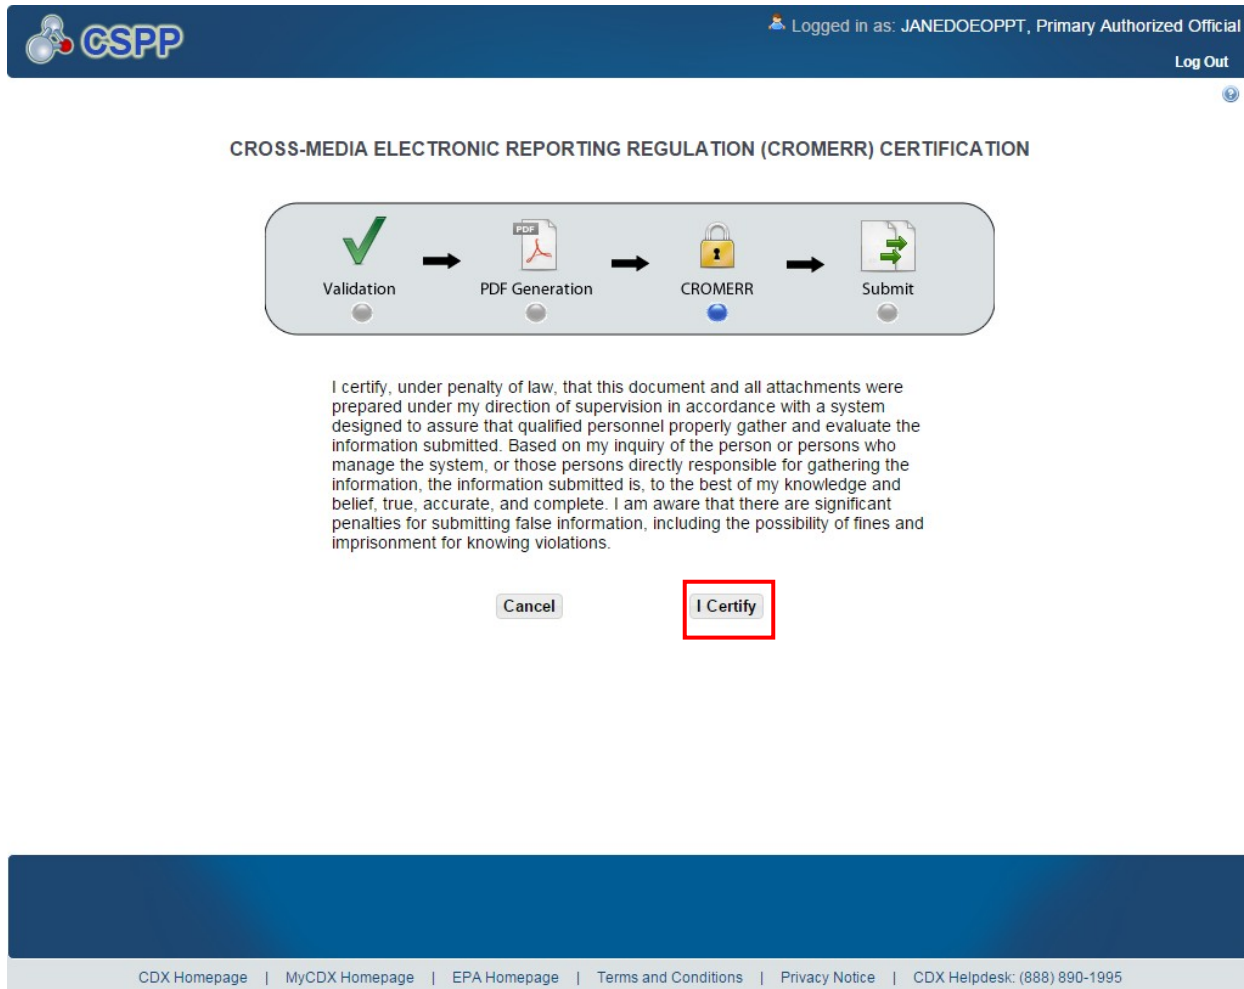 CSPP
Logged in as: JANEDOEOPPT, Primary Authorized Official
Log Out
?
CROSS-MEDIA ELECTRONIC REPORTING REGULATION (CROMERR) CERTIFICATION
PDF
Validation PDF Generation CROMERR Submit
I certify, under penalty of law, that this document and all attachments were
prepared under my direction of supervision in accordance with a system
designed to assure that qualified personnel properly gather and evaluate the
information submitted. Based on my inquiry of the person or persons who
manage the system, or those persons directly responsible for gathering the
information, the information submitted is, to the best of my knowledge and
belief, true, accurate, and complete. I am aware that there are significant
penalties for submitting false information, including the possibility of fines and
imprisonment for knowing violations.
Cancel I Certify
CDX Homepage | MyCDX Homepage | EPA Homepage | Terms and Conditions | Privacy Notice | CDX Helpdesk: (888) 890-1995